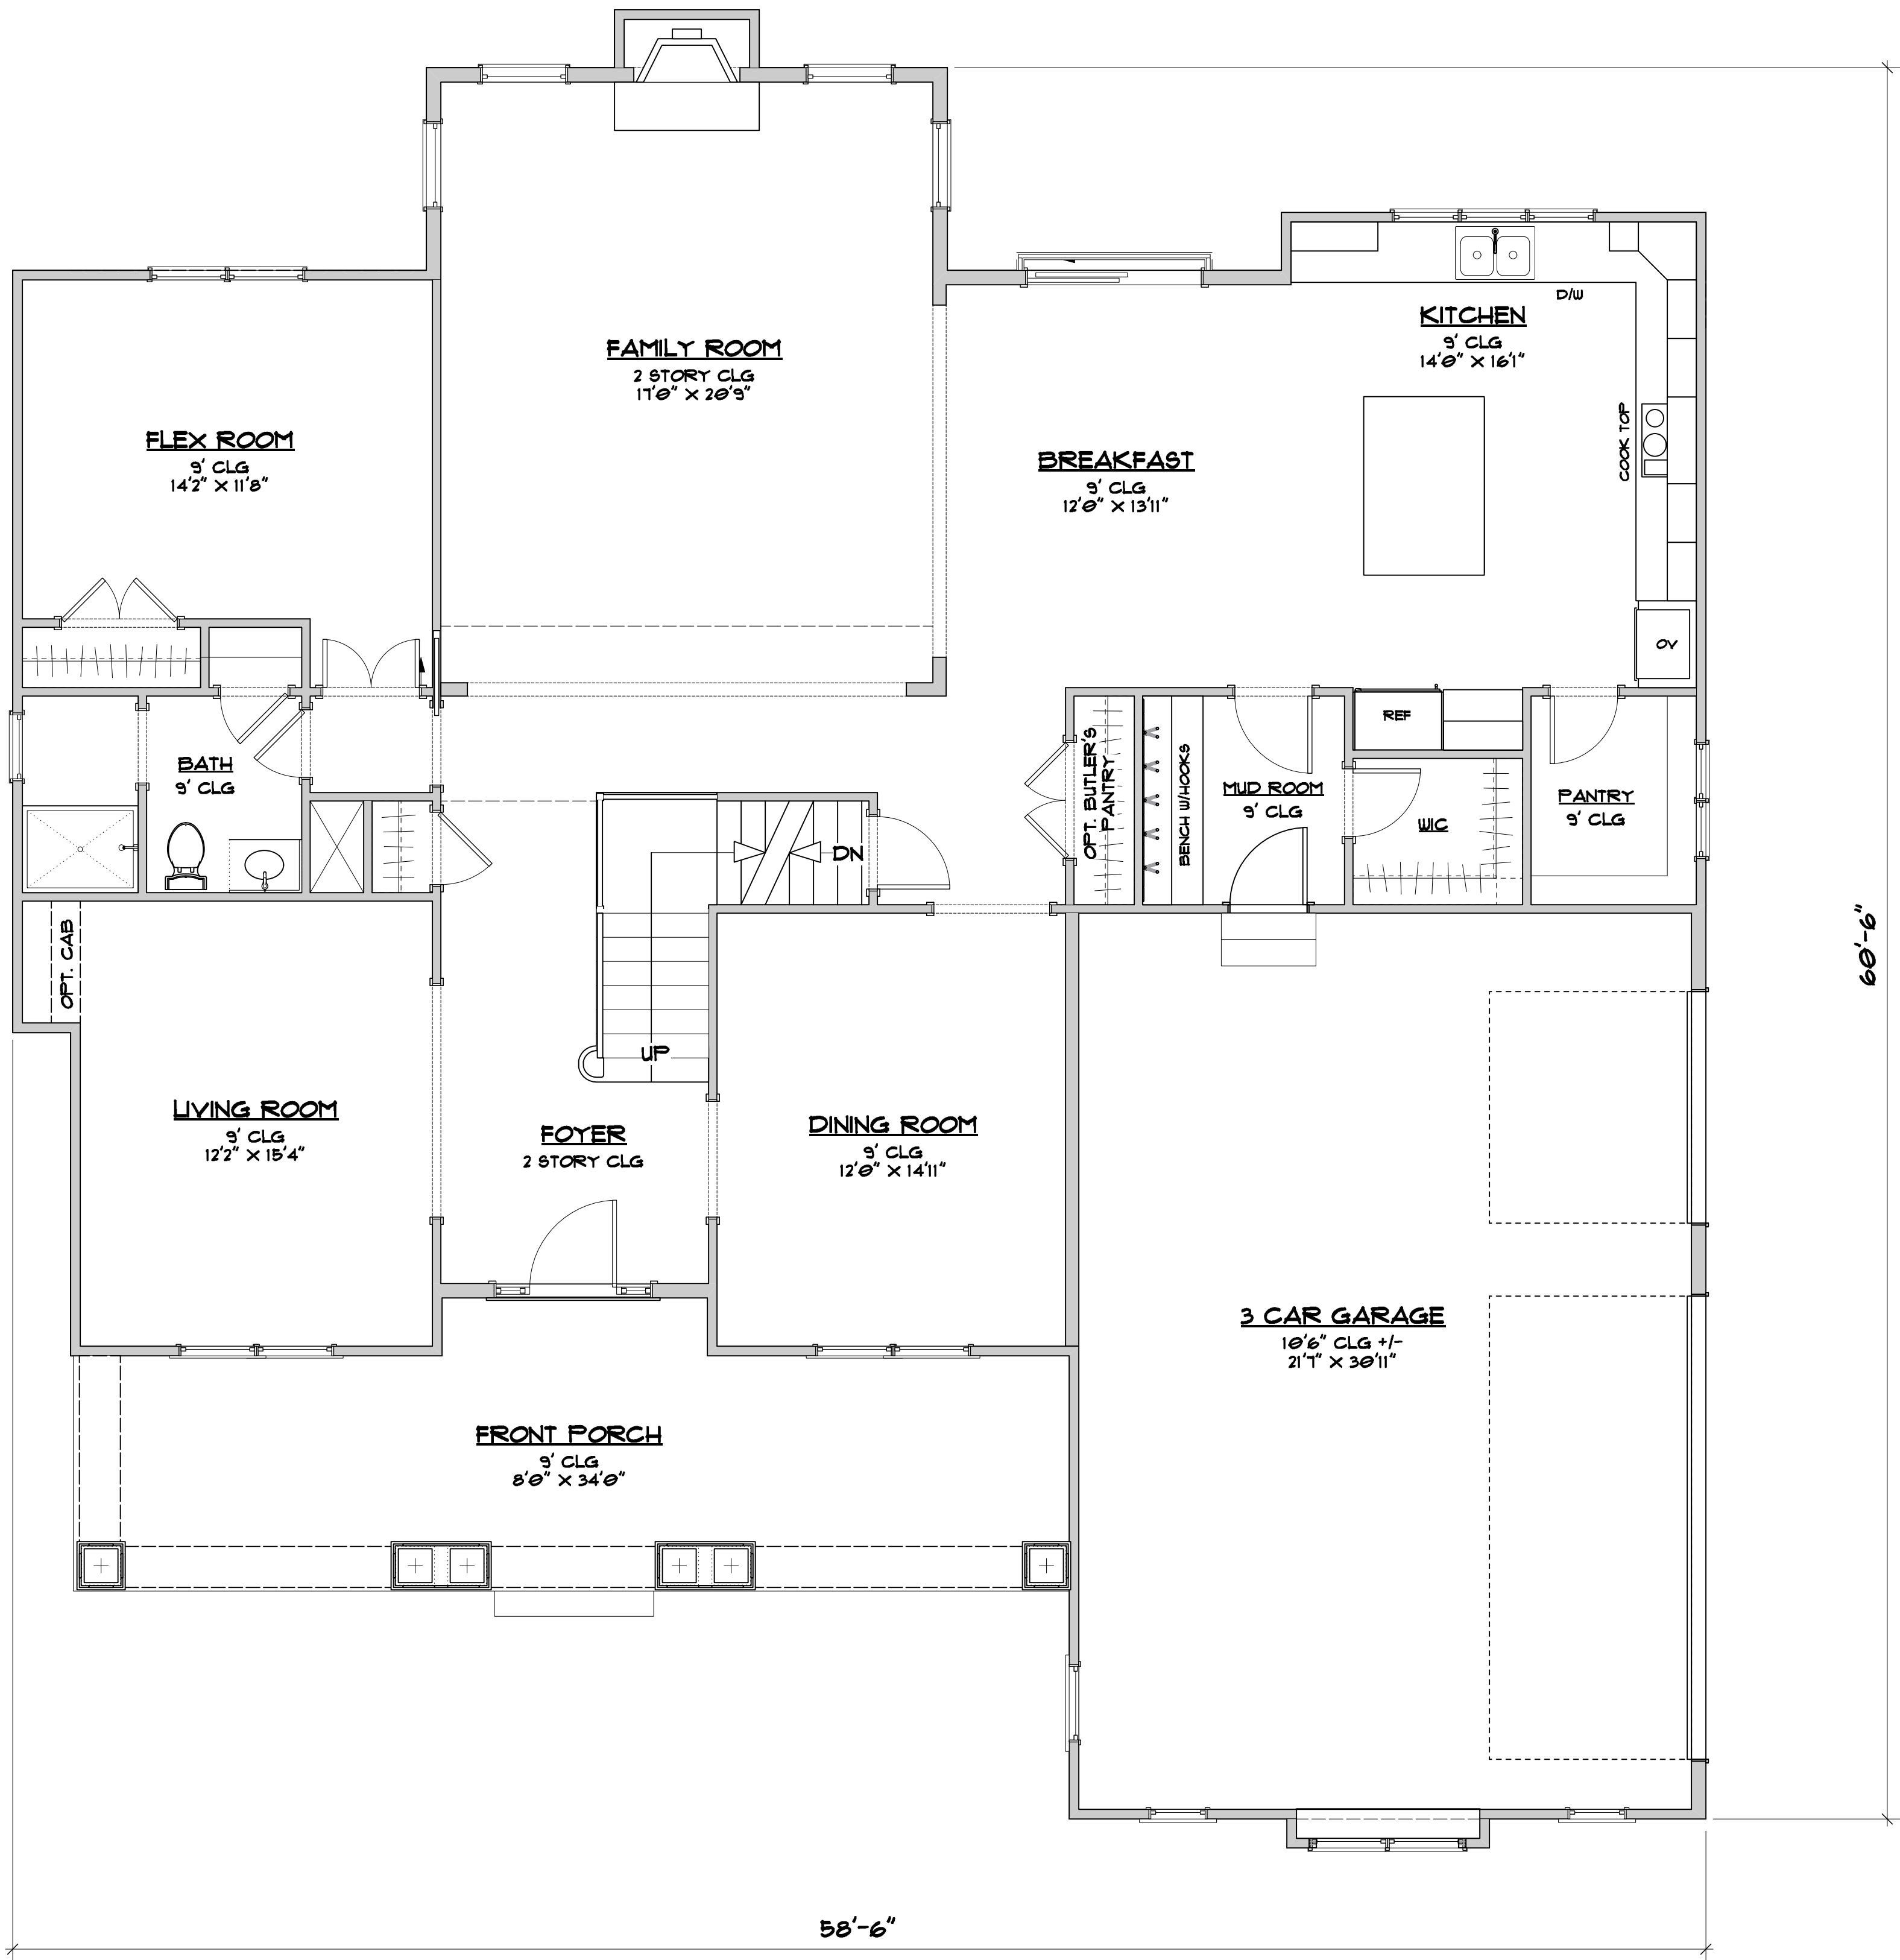 FAMILY ROOM
2 STORY CLG
17'0" X 20'9"
KITCHEN
9' CLG
14'0" X 16'1"
D/W
COOK TOP
FLEX ROOM
9' CLG
14'2" X 11'8"
BREAKFAST
9' CLG
12'0" X 13'11"
OV
REF
BATH
9' CLG
OPT. BUTLER'S
PANTRY
BENCH W/HOOKS
MUD ROOM
9' CLG
WIC
PANTRY
9' CLG
DN
OPT. CAB
UP
LIVING ROOM
9' CLG
12'2" X 15'4"
FOYER
2 STORY CLG
DINING ROOM
9' CLG
12'0" X 14'11"
60'-6"
3 CAR GARAGE
10'6" CLG +/-
21'7" X 30'11"
FRONT PORCH
9' CLG
8'0" X 34'0"
58'-6"